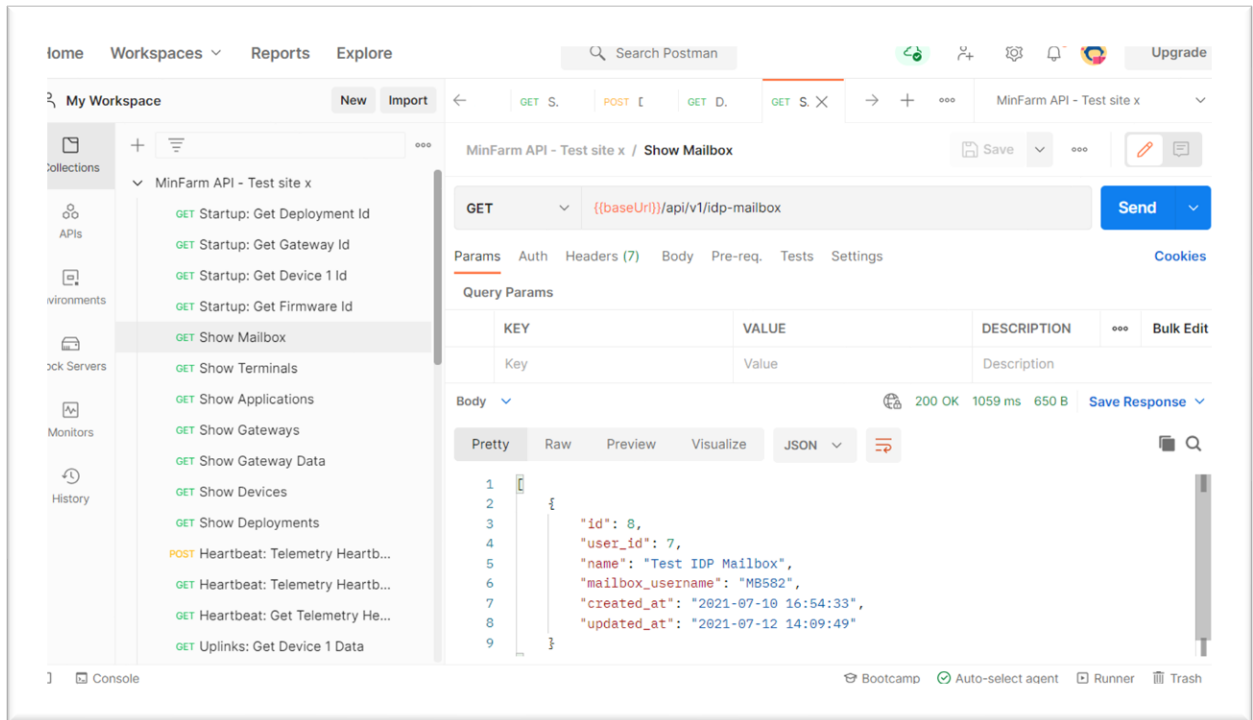 Home Workspaces Reports Explore Search Postman Upgrade
My Workspace New Import
GET S. POST GET D. GET S. MinFarm API - Test site x
Collections
APIs
Environments
Mock Servers
Monitors
History
MinFarm API - Test site x
GET Startup: Get Deployment Id
GET Startup: Get Gateway Id
GET Startup: Get Device 1 Id
GET Startup: Get Firmware Id
GET Show Mailbox
GET Show Terminals
GET Show Applications
GET Show Gateways
GET Show Gateway Data
GET Show Devices
GET Show Deployments
POST Heartbeat: Telemetry Heartb...
GET Heartbeat: Telemetry Heartb...
GET Heartbeat: Get Telemetry He...
GET Uplinks: Get Device 1 Data
MinFarm API - Test site x / Show Mailbox Save
GET {{baseUrl}}/api/v1/idp-mailbox Send
Params Auth Headers (7) Body Pre-req. Tests Settings Cookies
Query Params
KEY VALUE DESCRIPTION Bulk Edit
Key Value Description
Body 200 OK 1059 ms 650 B Save Response
Pretty Raw Preview Visualize JSON
1 [
2 {
3 "id": 8,
4 "user_id": 7,
5 "name": "Test IDP Mailbox",
6 "mailbox_username": "MB582",
7 "created_at": "2021-07-10 16:54:33",
8 "updated_at": "2021-07-12 14:09:49"
9 }
Console Bootcamp Auto-select agent Runner Trash